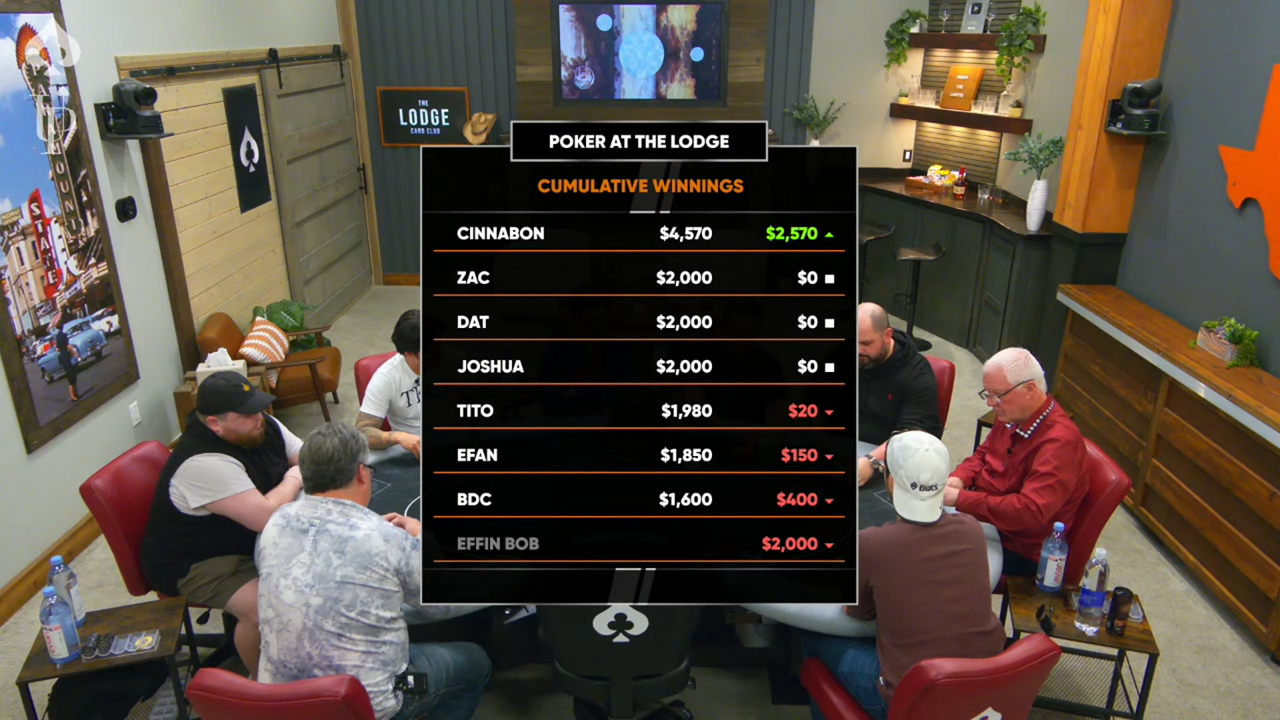 THE
LODGE
CARD CLUB
STATE
POKER AT THE LODGE
CUMULATIVE WINNINGS
CINNABON $4,570 $2,570
ZAC $2,000 $0
DAT $2,000 $0
JOSHUA $2,000 $0
TITO $1,980 $20
EFAN $1,850 $150
BDC $1,600 $400
EFFIN BOB $2,000